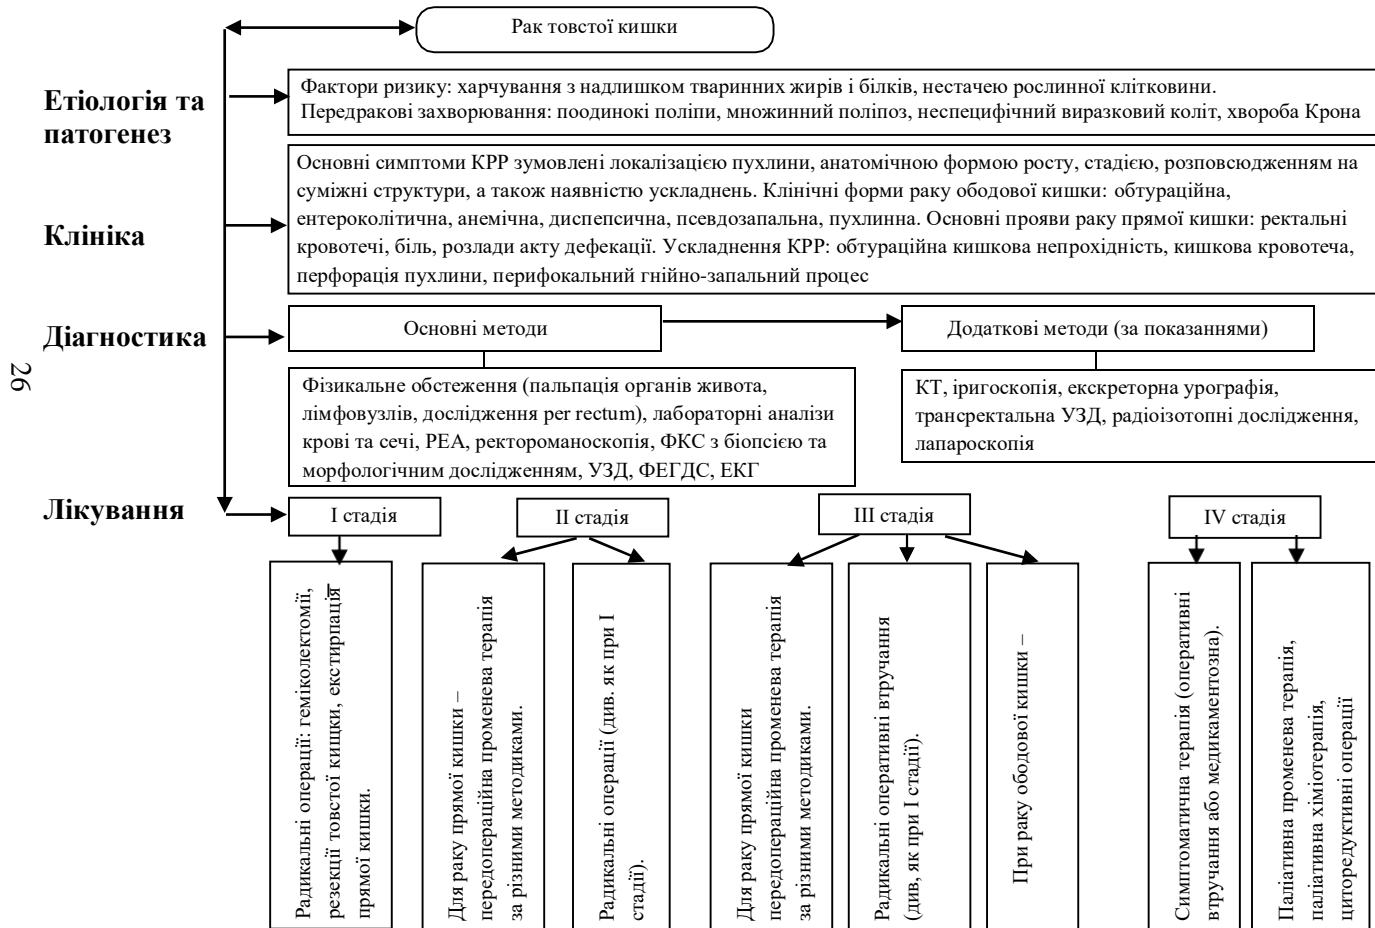 Рак товстої кишки
Етіологія та
патогенез
Фактори ризику: харчування з надлишком тваринних жирів і білків, нестачею рослинної клітковини.
Передракові захворювання: поодинокі поліпи, множинний поліпоз, неспецифічний виразковий коліт, хвороба Крона
Клініка
Основні симптоми КРР зумовлені локалізацією пухлини, анатомічною формою росту, стадією, розповсюдженням на
суміжні структури, а також наявністю ускладнень. Клінічні форми раку ободової кишки: обтураційна,
ентероколітична, анемічна, диспепсична, псевдозапальна, пухлинна. Основні прояви раку прямої кишки: ректальні
кровотечі, біль, розлади акту дефекації. Ускладнення КРР: обтураційна кишкова непрохідність, кишкова кровотеча,
перфорація пухлини, перифокальний гнійно-запальний процес
Діагностика
Основні методи
Додаткові методи (за показаннями)
Фізикальне обстеження (пальпація органів живота,
лімфовузлів, дослідження per rectum), лабораторні аналізи
крові та сечі, РЕА, ректороманоскопія, ФКС з біопсією та
морфологічним дослідженням, УЗД, ФЕГДС, ЕКГ
КТ, іригоскопія, екскреторна урографія,
трансректальна УЗД, радіоізотопні дослідження,
лапароскопія
26
Лікування
I стадія
II стадія
III стадія
IV стадія
Радикальні операції: геміколектомії,
резекції товстої кищки, екстирпація
прямої кишки.
Для раку прямої кишки –
передопераційна променева терапія
за різними методиками.
Радикальні операції (див. як при I
стадії).
Для раку прямої кишки
передопераційна променева терапія
за різними методиками.
Радикальні оперативні втручання
(див, як при I стадії).
При раку ободової кишки –
Симптоматична терапія (оперативні
втручання або медикаментозна).
Паліативна променева терапія,
паліативна хіміотерапія,
циторедуктивні операції